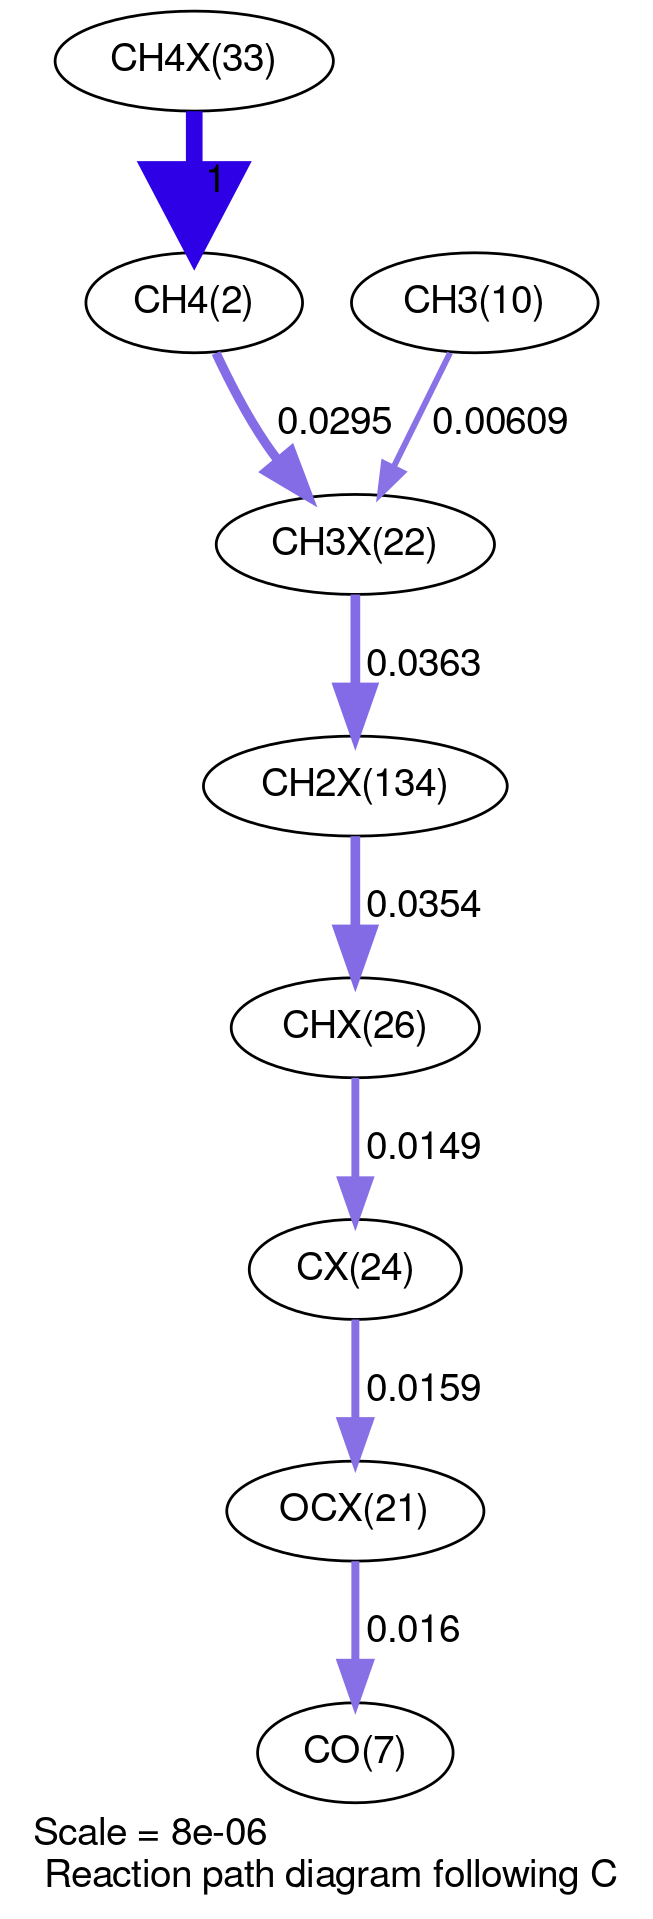 CH4X(33)
1
CH4(2)
CH3(10)
0.0295
0.00609
CH3X(22)
0.0363
CH2X(134)
0.0354
CHX(26)
0.0149
CX(24)
0.0159
OCX(21)
0.016
CO(7)
Scale = 8e-06
Reaction path diagram following C